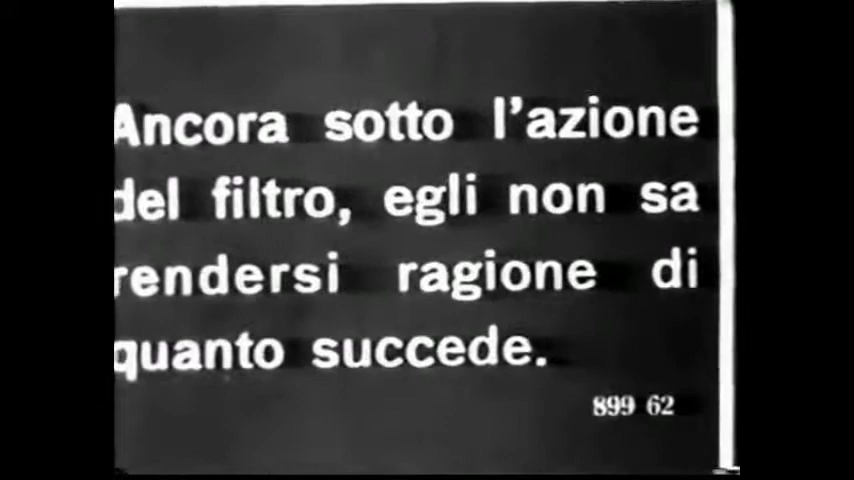 Ancora sotto l'azione
del filtro, egli non sa
rendersi ragione di
quanto succede.
899 62